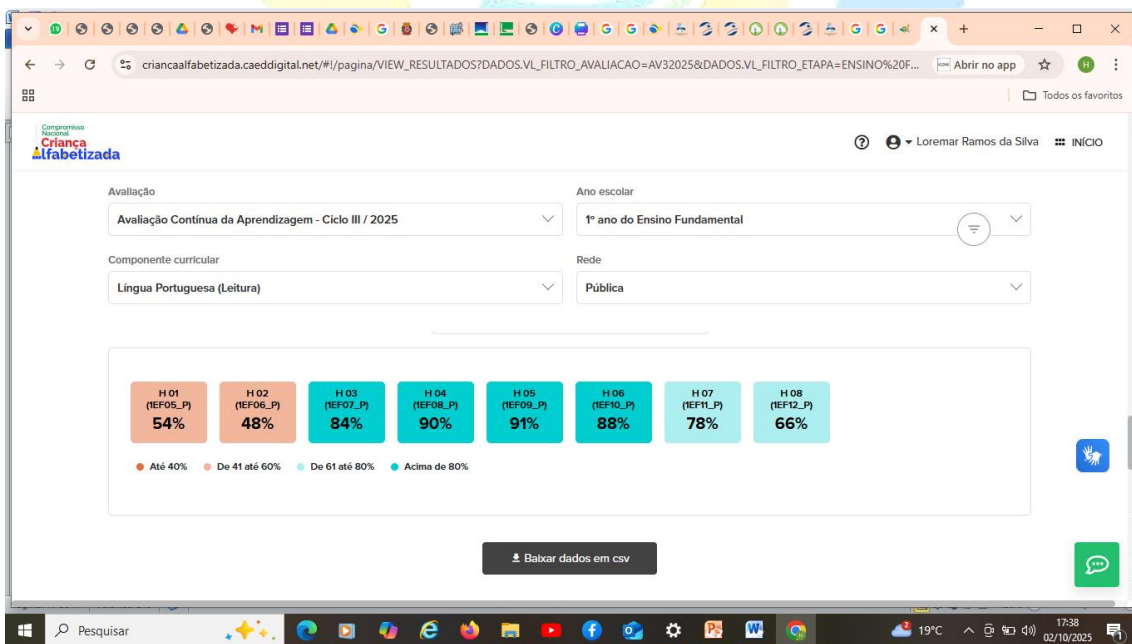 criancaalfabetizada.caeddigital.net/#!/pagina/VIEW_RESULTADOS?DADOS.VL_FILTRO_AVALIACAO=AV32025&DADOS.VL_FILTRO_ETAPA=ENSINO%20F...
Abrir no app
Todos os favoritos
Compromisso
Nacional
Criança
Alfabetizada
Loremar Ramos da Silva
INÍCIO
Avaliação
Ano escolar
Avaliação Contínua da Aprendizagem - Ciclo III / 2025
1º ano do Ensino Fundamental
Componente curricular
Rede
Língua Portuguesa (Leitura)
Pública
H 01
(1EF05_P)
54%
H 02
(1EF06_P)
48%
H 03
(1EF07_P)
84%
H 04
(1EF08_P)
90%
H 05
(1EF09_P)
91%
H 06
(1EF10_P)
88%
H 07
(1EF11_P)
78%
H 08
(1EF12_P)
66%
Até 40% De 41 até 60% De 61 até 80% Acima de 80%
Baixar dados em csv
Pesquisar
19°C
17:38
02/10/2025